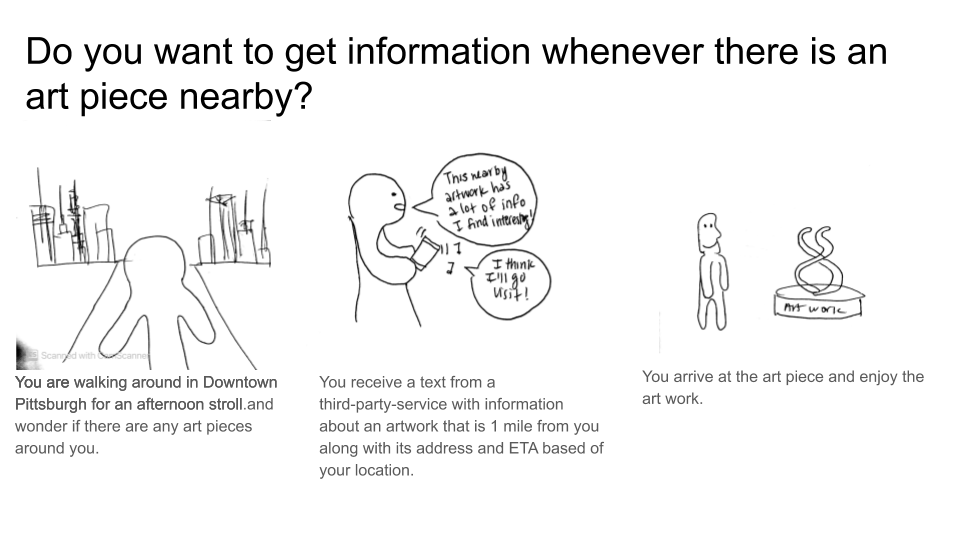 Do you want to get information whenever there is an
art piece nearby?
This nearby
artwork has
a lot of info
I find interesting!
I think
I'll go
visit!
Art work
Scanned with CamScanner
You are walking around in Downtown
Pittsburgh for an afternoon stroll.and
wonder if there are any art pieces
around you.
You receive a text from a
third-party-service with information
about an artwork that is 1 mile from you
along with its address and ETA based of
your location.
You arrive at the art piece and enjoy the
art work.